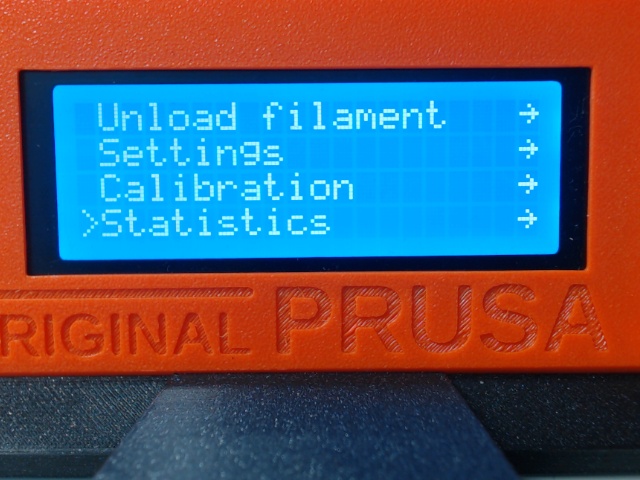 Unload filament →
Settings →
Calibration →
>Statistics →
RIGINAL PRUSA